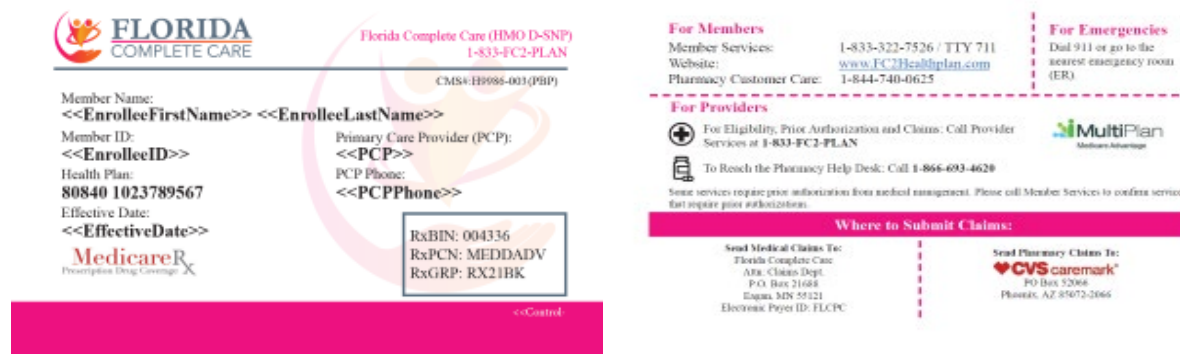 FLORIDA
COMPLETE CARE
Florida Complete Care (HMO D-SNP)
1-833-FC2-PLAN
CMS#:H9986-003(PBP)
Member Name:
<<EnrolleeFirstName>> <<EnrolleeLastName>>
Member ID:
<<EnrolleeID>>
Primary Care Provider (PCP):
<<PCP>>
Health Plan:
80840 1023789567
PCP Phone:
<<PCPPhone>>
Effective Date:
<<EffectiveDate>>
MedicareRx
Prescription Drug Coverage
RxBIN: 004336
RxPCN: MEDDADV
RxGRP: RX21BK
<<Control-
For Members
Member Services: 1-833-322-7526 / TTY 711
Website: www.FC2Healthplan.com
Pharmacy Customer Care: 1-844-740-0625
For Emergencies
Dial 911 or go to the
nearest emergency room
(ER)
For Providers
For Eligibility, Prior Authorization and Claims: Call Provider
Services at 1-833-FC2-PLAN
To Reach the Pharmacy Help Desk: Call 1-866-693-4620
MultiPlan
Medicare Advantage
Some services require prior authorization from medical management. Please call Member Services to confirm service
that require prior authorizations.
Where to Submit Claims:
Send Medical Claims To:
Florida Complete Care
Attn: Claims Dept.
P.O. Box 21688
Eagan, MN 55121
Electronic Payer ID: FLCPC
Send Pharmacy Claims To:
CVS caremark
PO Box 52066
Phoenix, AZ 85072-2066